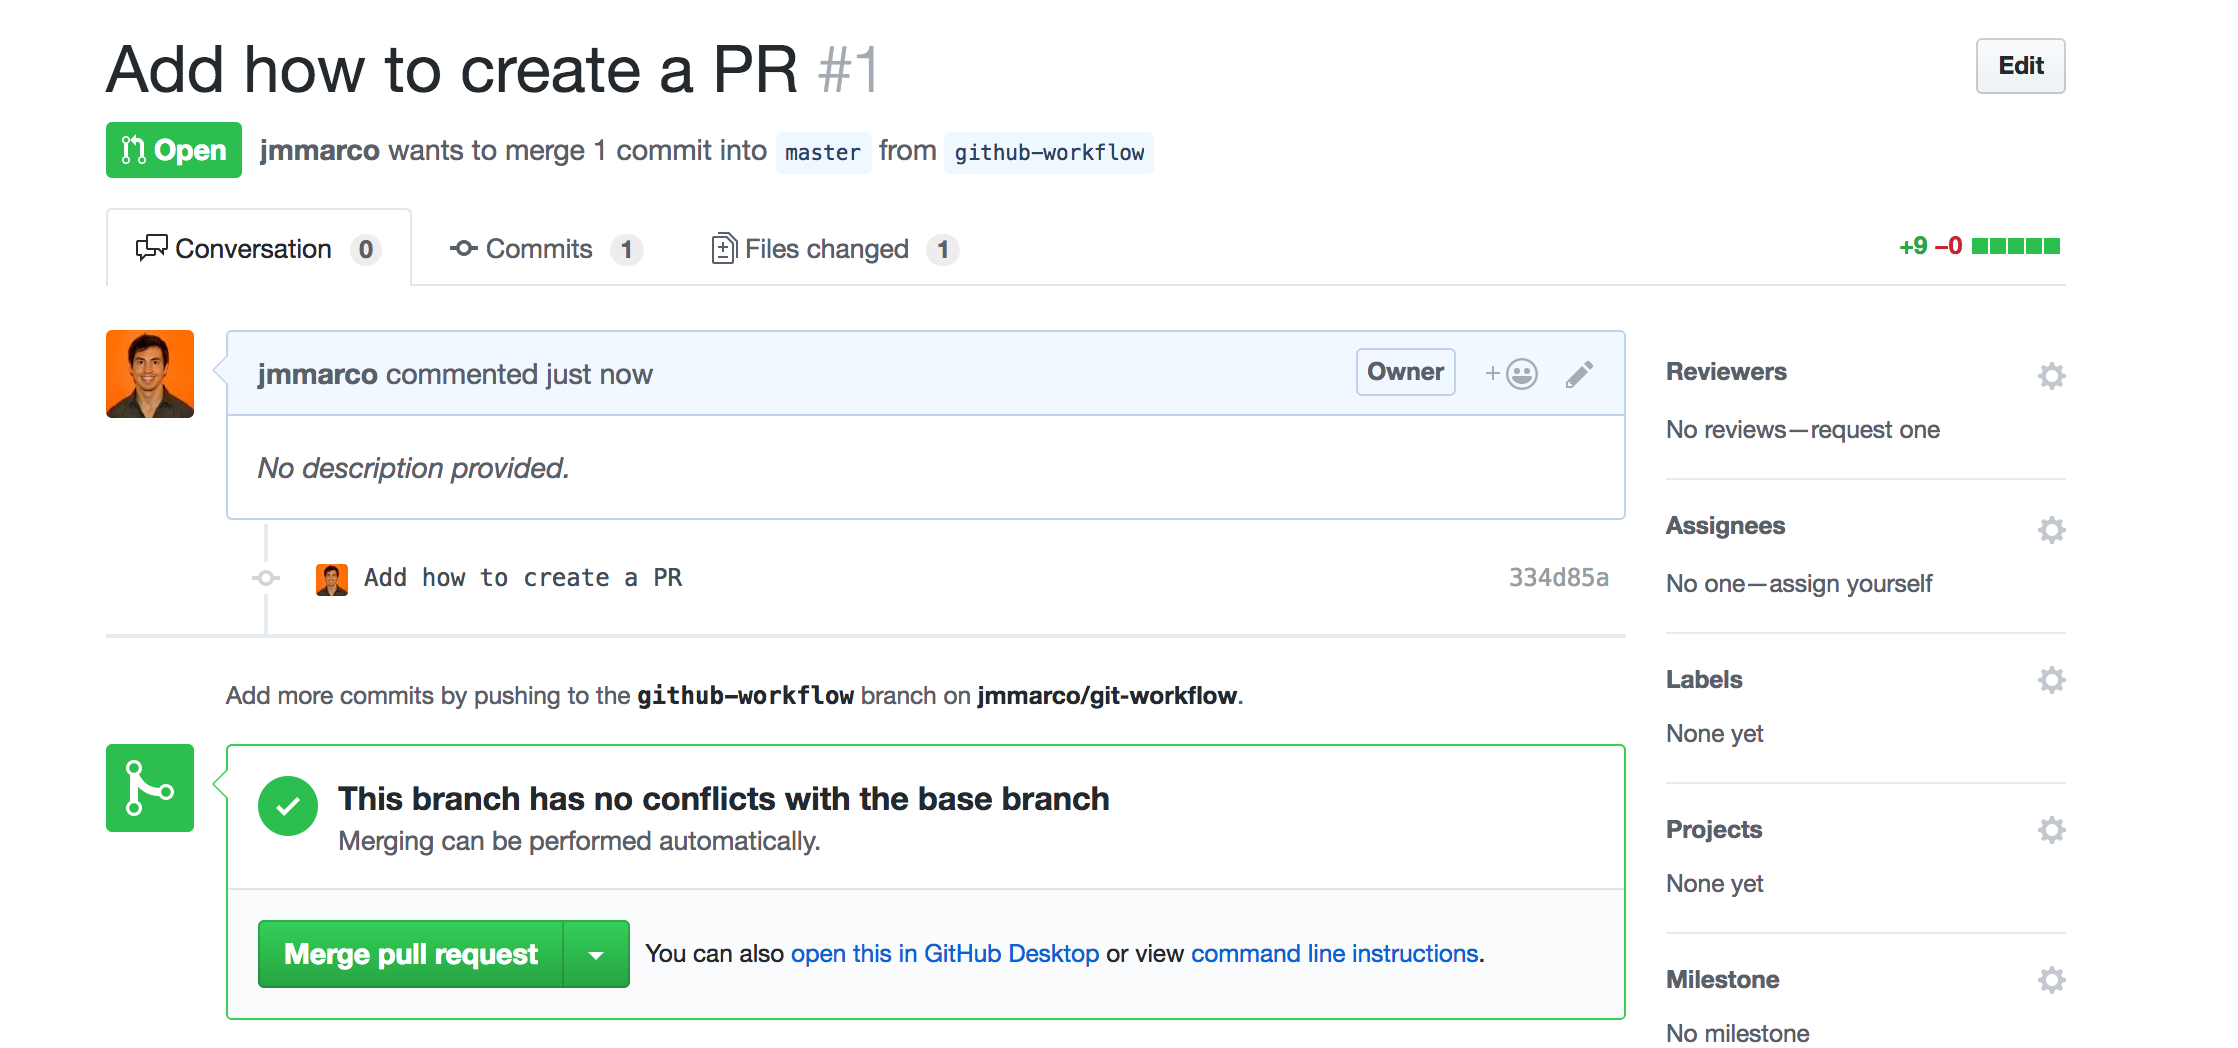 Add how to create a PR #1
Edit
Open jmmarco wants to merge 1 commit into master from github-workflow
Conversation 0 Commits 1 Files changed 1 +9 −0
jmmarco commented just now Owner +
No description provided.
Add how to create a PR 334d85a
Add more commits by pushing to the github-workflow branch on jmmarco/git-workflow.
This branch has no conflicts with the base branch
Merging can be performed automatically.
Merge pull request You can also open this in GitHub Desktop or view command line instructions.
Reviewers
No reviews—request one
Assignees
No one—assign yourself
Labels
None yet
Projects
None yet
Milestone
No milestone